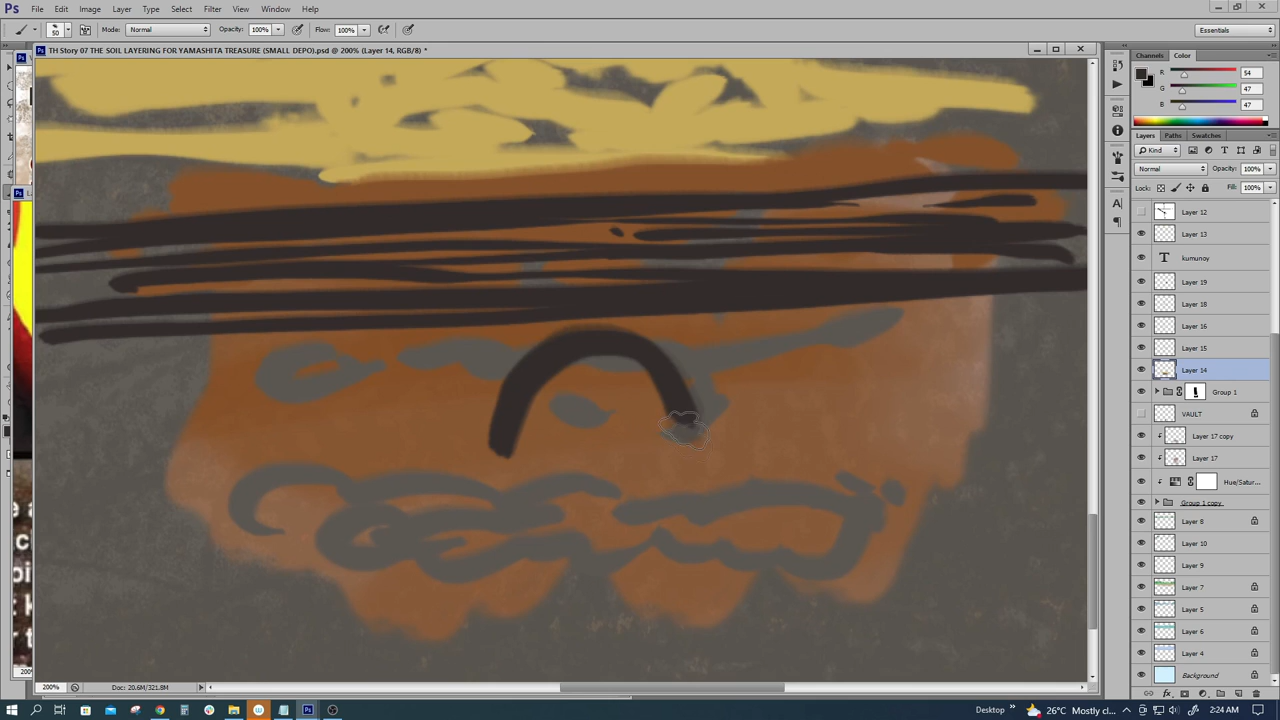 Ps File Edit Image Layer Type Select Filter View Window Help
50 Mode: Normal Opacity: 100% Flow: 100% Essentials
TH Story 07 THE SOIL LAYERING FOR YAMASHITA TREASURE (SMALL DEPO).psd @ 200% (Layer 14, RGB/8) *
Channels Color
R 54
G 47
B 47
Layers Paths Swatches
Kind
Normal Opacity: 100%
Lock: Fill: 100%
Layer 12
Layer 13
T kumunoy
Layer 19
Layer 18
Layer 16
Layer 15
Layer 14
Group 1
VAULT
Layer 17 copy
Layer 17
Hue/Satur...
Group 1 copy
Layer 8
Layer 10
Layer 9
Layer 7
Layer 5
Layer 6
Layer 4
Background
200% Doc: 20.6M/321.8M
Desktop 26°C Mostly cl... 2:24 AM